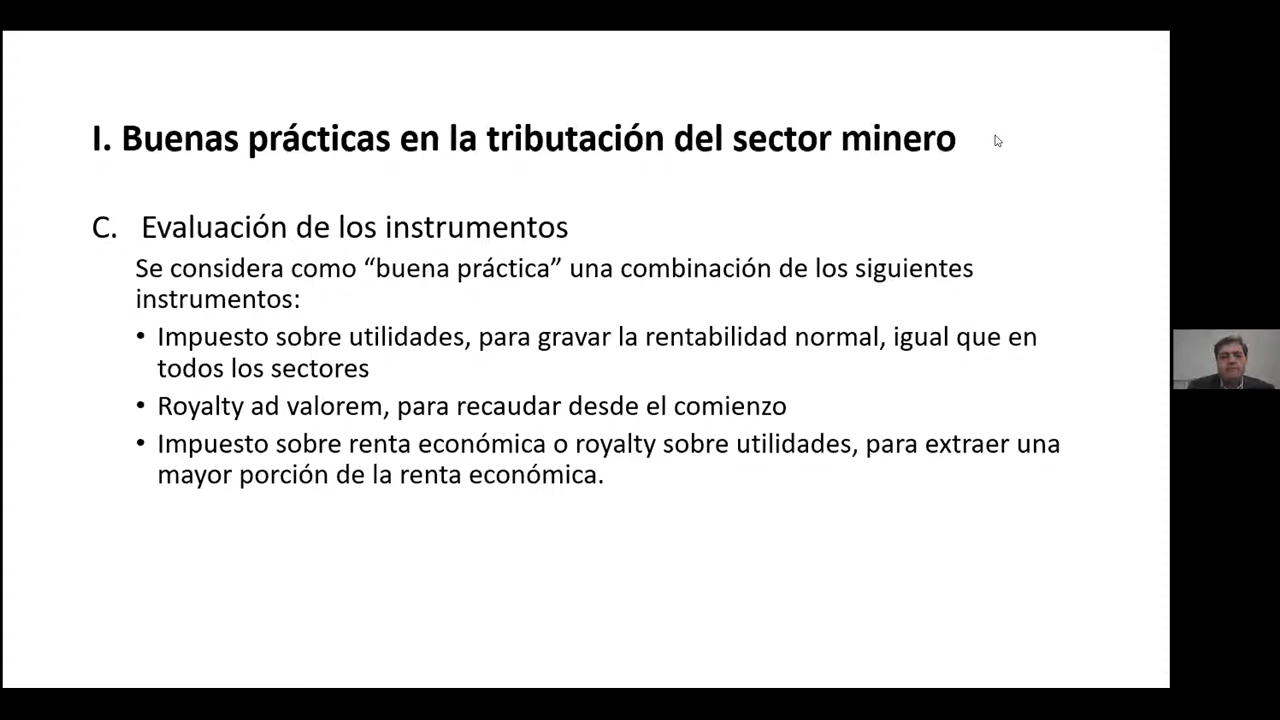 I. Buenas prácticas en la tributación del sector minero
C. Evaluación de los instrumentos
Se considera como “buena práctica” una combinación de los siguientes
instrumentos:
• Impuesto sobre utilidades, para gravar la rentabilidad normal, igual que en
todos los sectores
• Royalty ad valorem, para recaudar desde el comienzo
• Impuesto sobre renta económica o royalty sobre utilidades, para extraer una
mayor porción de la renta económica.